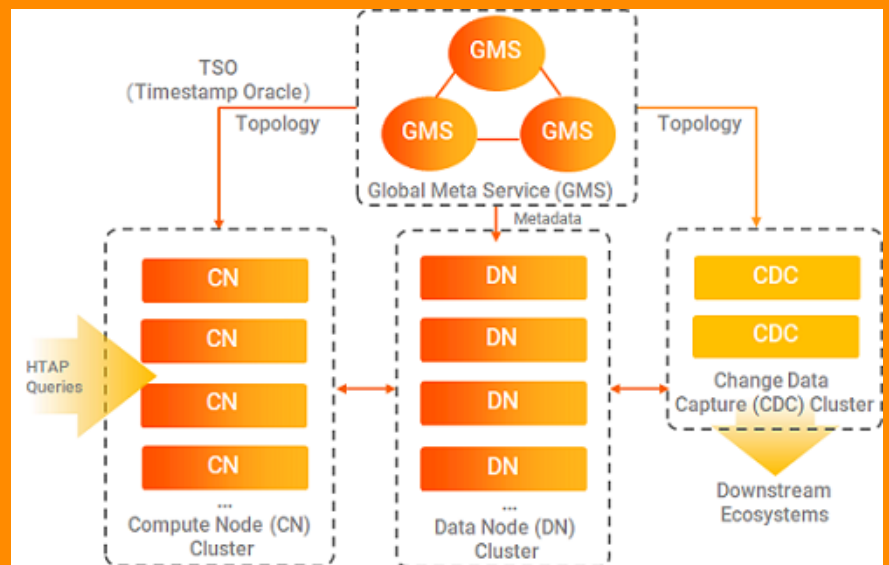 GMS
GMS
GMS
Global Meta Service (GMS)
TSO
(Timestamp Oracle)
Topology
Topology
Metadata
HTAP
Queries
CN
CN
CN
CN
...
Compute Node (CN)
Cluster
DN
DN
DN
DN
...
Data Node (DN)
Cluster
CDC
CDC
Change Data
Capture (CDC) Cluster
Downstream
Ecosystems